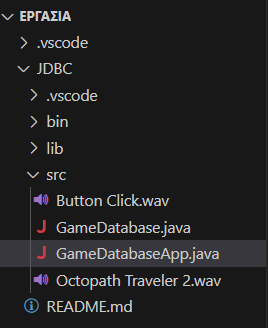 ΕΡΓΑΣΙΑ
.vscode
JDBC
.vscode
bin
lib
src
Button Click.wav
GameDatabase.java
GameDatabaseApp.java
Octopath Traveler 2.wav
README.md